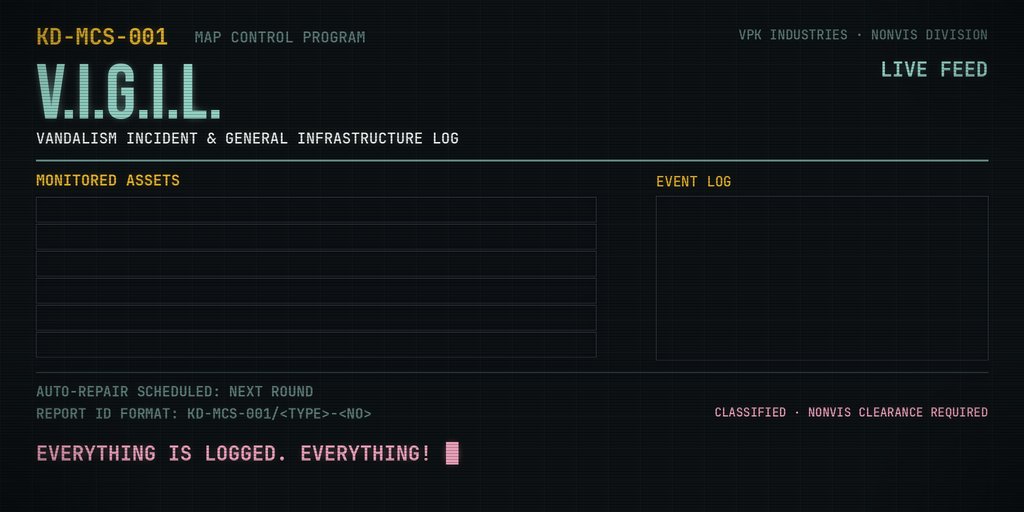 KD-MCS-001 MAP CONTROL PROGRAM
VPK INDUSTRIES · NONVIS DIVISION
LIVE FEED
V.I.G.I.L.
VANDALISM INCIDENT & GENERAL INFRASTRUCTURE LOG
MONITORED ASSETS
EVENT LOG
AUTO-REPAIR SCHEDULED: NEXT ROUND
REPORT ID FORMAT: KD-MCS-001/<TYPE>-<NO>
CLASSIFIED · NONVIS CLEARANCE REQUIRED
EVERYTHING IS LOGGED. EVERYTHING!